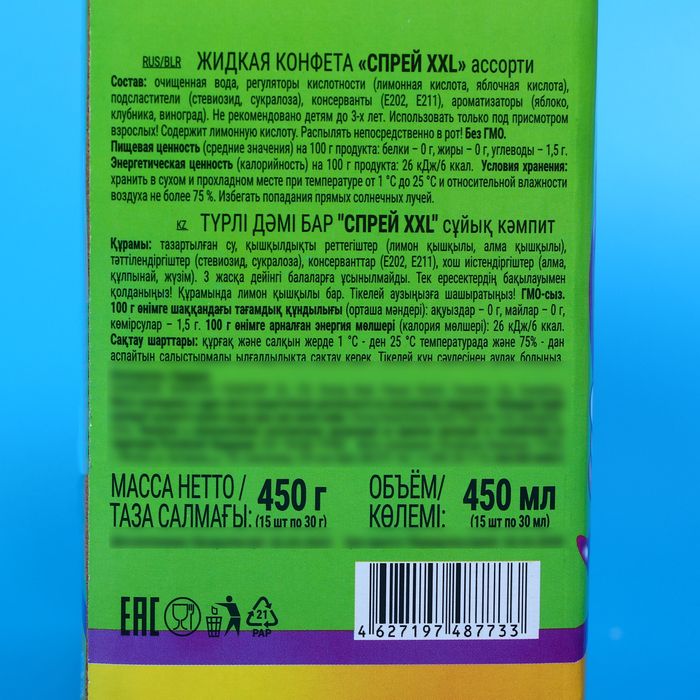 RUS/BLR ЖИДКАЯ КОНФЕТА «СПРЕЙ XXL» ассорти
Состав: очищенная вода, регуляторы кислотности (лимонная кислота, яблочная кислота),
подсластители (стевиозид, сукралоза), консерванты (Е202, Е211), ароматизаторы (яблоко,
клубника, виноград). Не рекомендовано детям до 3-х лет. Использовать только под присмотром
взрослых! Содержит лимонную кислоту. Распылять непосредственно в рот! Без ГМО.
Пищевая ценность (средние значения) на 100 г продукта: белки – 0 г, жиры – 0 г, углеводы – 1,5 г.
Энергетическая ценность (калорийность) на 100 г продукта: 26 кДж/6 ккал. Условия хранения:
хранить в сухом и прохладном месте при температуре от 1 °С до 25 °С и относительной влажности
воздуха не более 75 %. Избегать попадания прямых солнечных лучей.
KZ ТҮРЛІ ДӘМІ БАР "СПРЕЙ XXL" сұйық кәмпит
Құрамы: тазартылған су, қышқылдықты реттегіштер (лимон қышқылы, алма қышқылы),
тәттілендіргіштер (стевиозид, сукралоза), консерванттар (Е202, Е211), хош иістендіргіштер (алма,
құлпынай, жүзім). 3 жасқа дейінгі балаларға ұсынылмайды. Тек ересектердің бақылауымен
қолданыңыз! Құрамында лимон қышқылы бар. Тікелей аузыңызға шашыратыңыз! ГМО-сыз.
100 г өнімге шаққандағы тағамдық құндылығы (орташа мәндері): ақуыздар – 0 г, майлар – 0 г,
көмірсулар – 1,5 г. 100 г өнімге арналған энергия мөлшері (калория мөлшері): 26 кДж/6 ккал.
Сақтау шарттары: құрғақ және салқын жерде 1 °С - ден 25 °С температурада және 75% - дан
аспайтын салыстырмалы ылғалдылықта сақтау керек. Тікелей күн сәулесінен аулақ болыңыз.
МАССА НЕТТО / ТАЗА САЛМАҒЫ: 450 г (15 шт по 30 г)
ОБЪЁМ/ КӨЛЕМІ: 450 мл (15 шт по 30 мл)
EAC
21
PAP
4 627197 487733